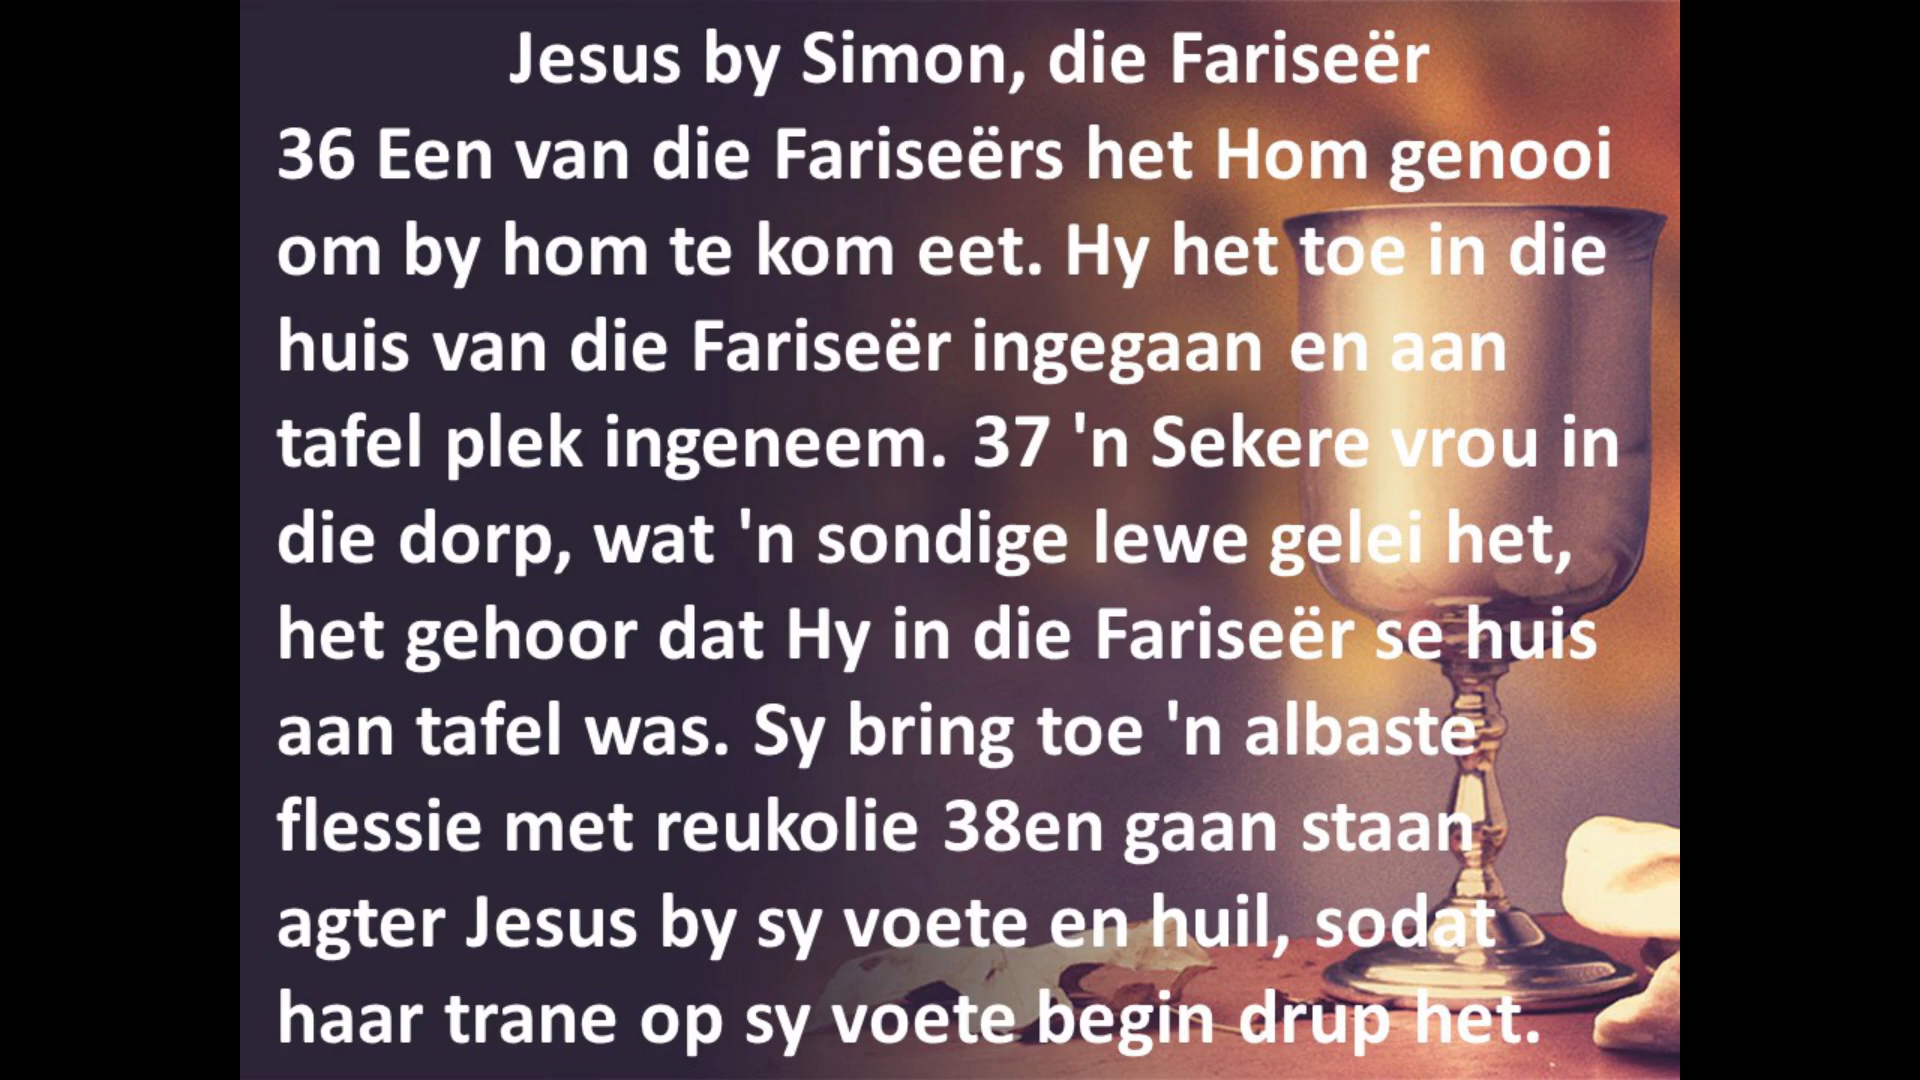 Jesus by Simon, die Fariseër
36 Een van die Fariseërs het Hom genooi
om by hom te kom eet. Hy het toe in die
huis van die Fariseër ingegaan en aan
tafel plek ingeneem. 37 'n Sekere vrou in
die dorp, wat 'n sondige lewe gelei het,
het gehoor dat Hy in die Fariseër se huis
aan tafel was. Sy bring toe 'n albaste
flessie met reukolie 38en gaan staan
agter Jesus by sy voete en huil, sodat
haar trane op sy voete begin drup het.